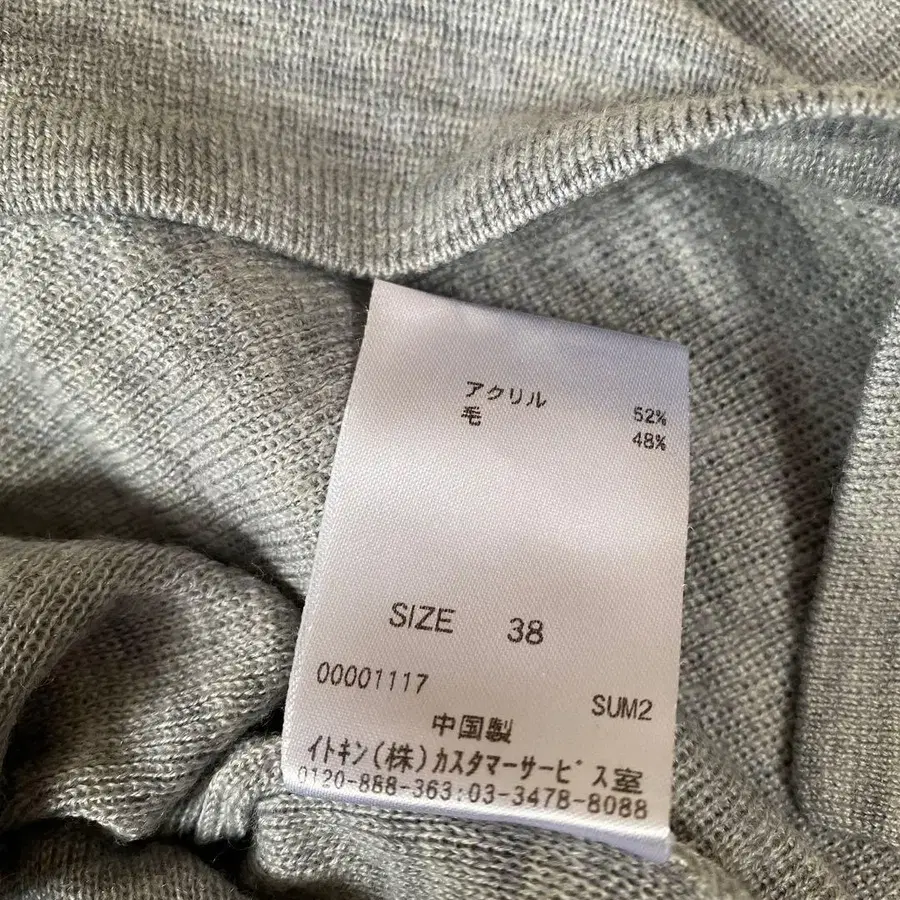 アクリル 52%
毛 48%
SIZE 38
00001117
SUM2
中国製
イトキン(株)カスタマーサービス室
0120-888-363:03-3478-8088